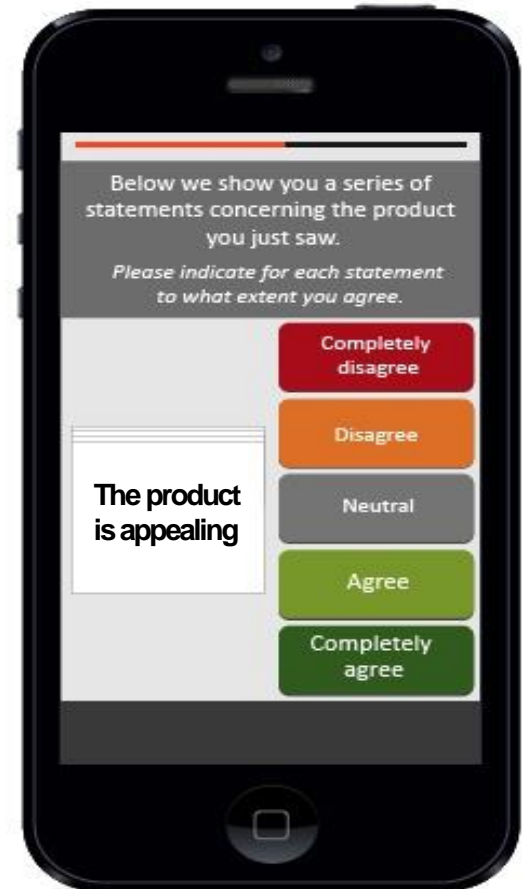 Below we show you a series of
statements concerning the product
you just saw.
Please indicate for each statement
to what extent you agree.
The product
is appealing
Completely
disagree
Disagree
Neutral
Agree
Completely
agree